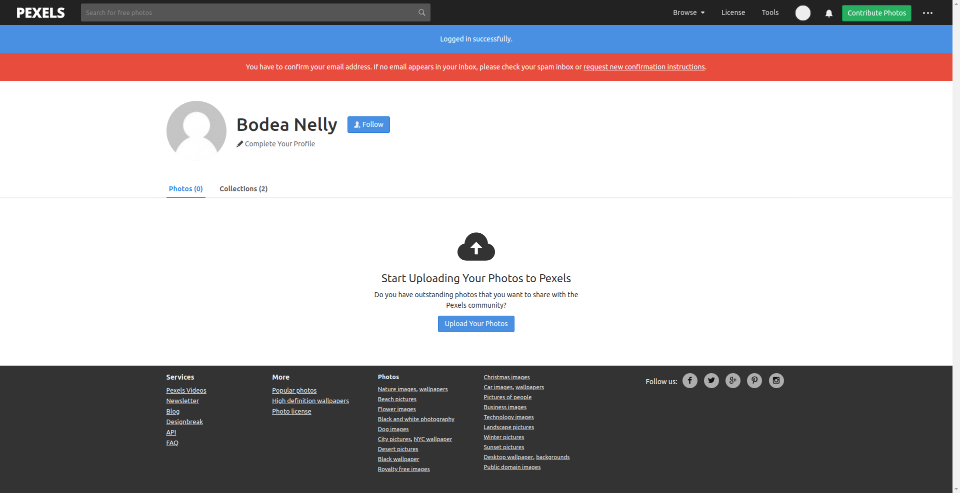 PEXELS
Search for free photos
Browse
License
Tools
Contribute Photos
Logged in successfully.
You have to confirm your email address. If no email appears in your inbox, please check your spam inbox or request new confirmation instructions.
Bodea Nelly
Follow
Complete Your Profile
Photos (0)
Collections (2)
Start Uploading Your Photos to Pexels
Do you have outstanding photos that you want to share with the
Pexels community?
Upload Your Photos
Services
Pexels Videos
Newsletter
Blog
Designbreak
API
FAQ
More
Popular photos
High definition wallpapers
Photo license
Photos
Nature images, wallpapers
Beach pictures
Flower images
Black and white photography
Dog images
City pictures, NYC wallpaper
Desert pictures
Black wallpaper
Royalty free images
Christmas images
Car images, wallpapers
Pictures of people
Business images
Technology images
Landscape pictures
Winter pictures
Sunset pictures
Desktop wallpaper, backgrounds
Public domain images
Follow us: